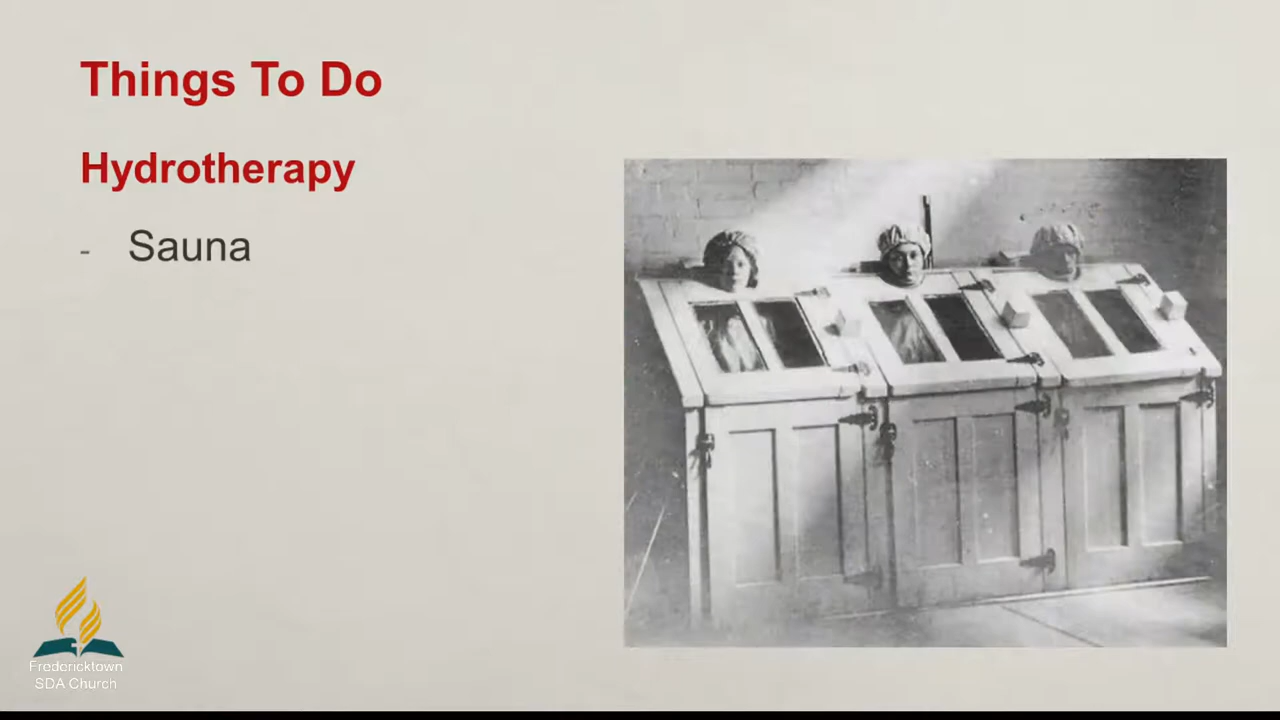 Things To Do
Hydrotherapy
- Sauna
Fredericktown
SDA Church